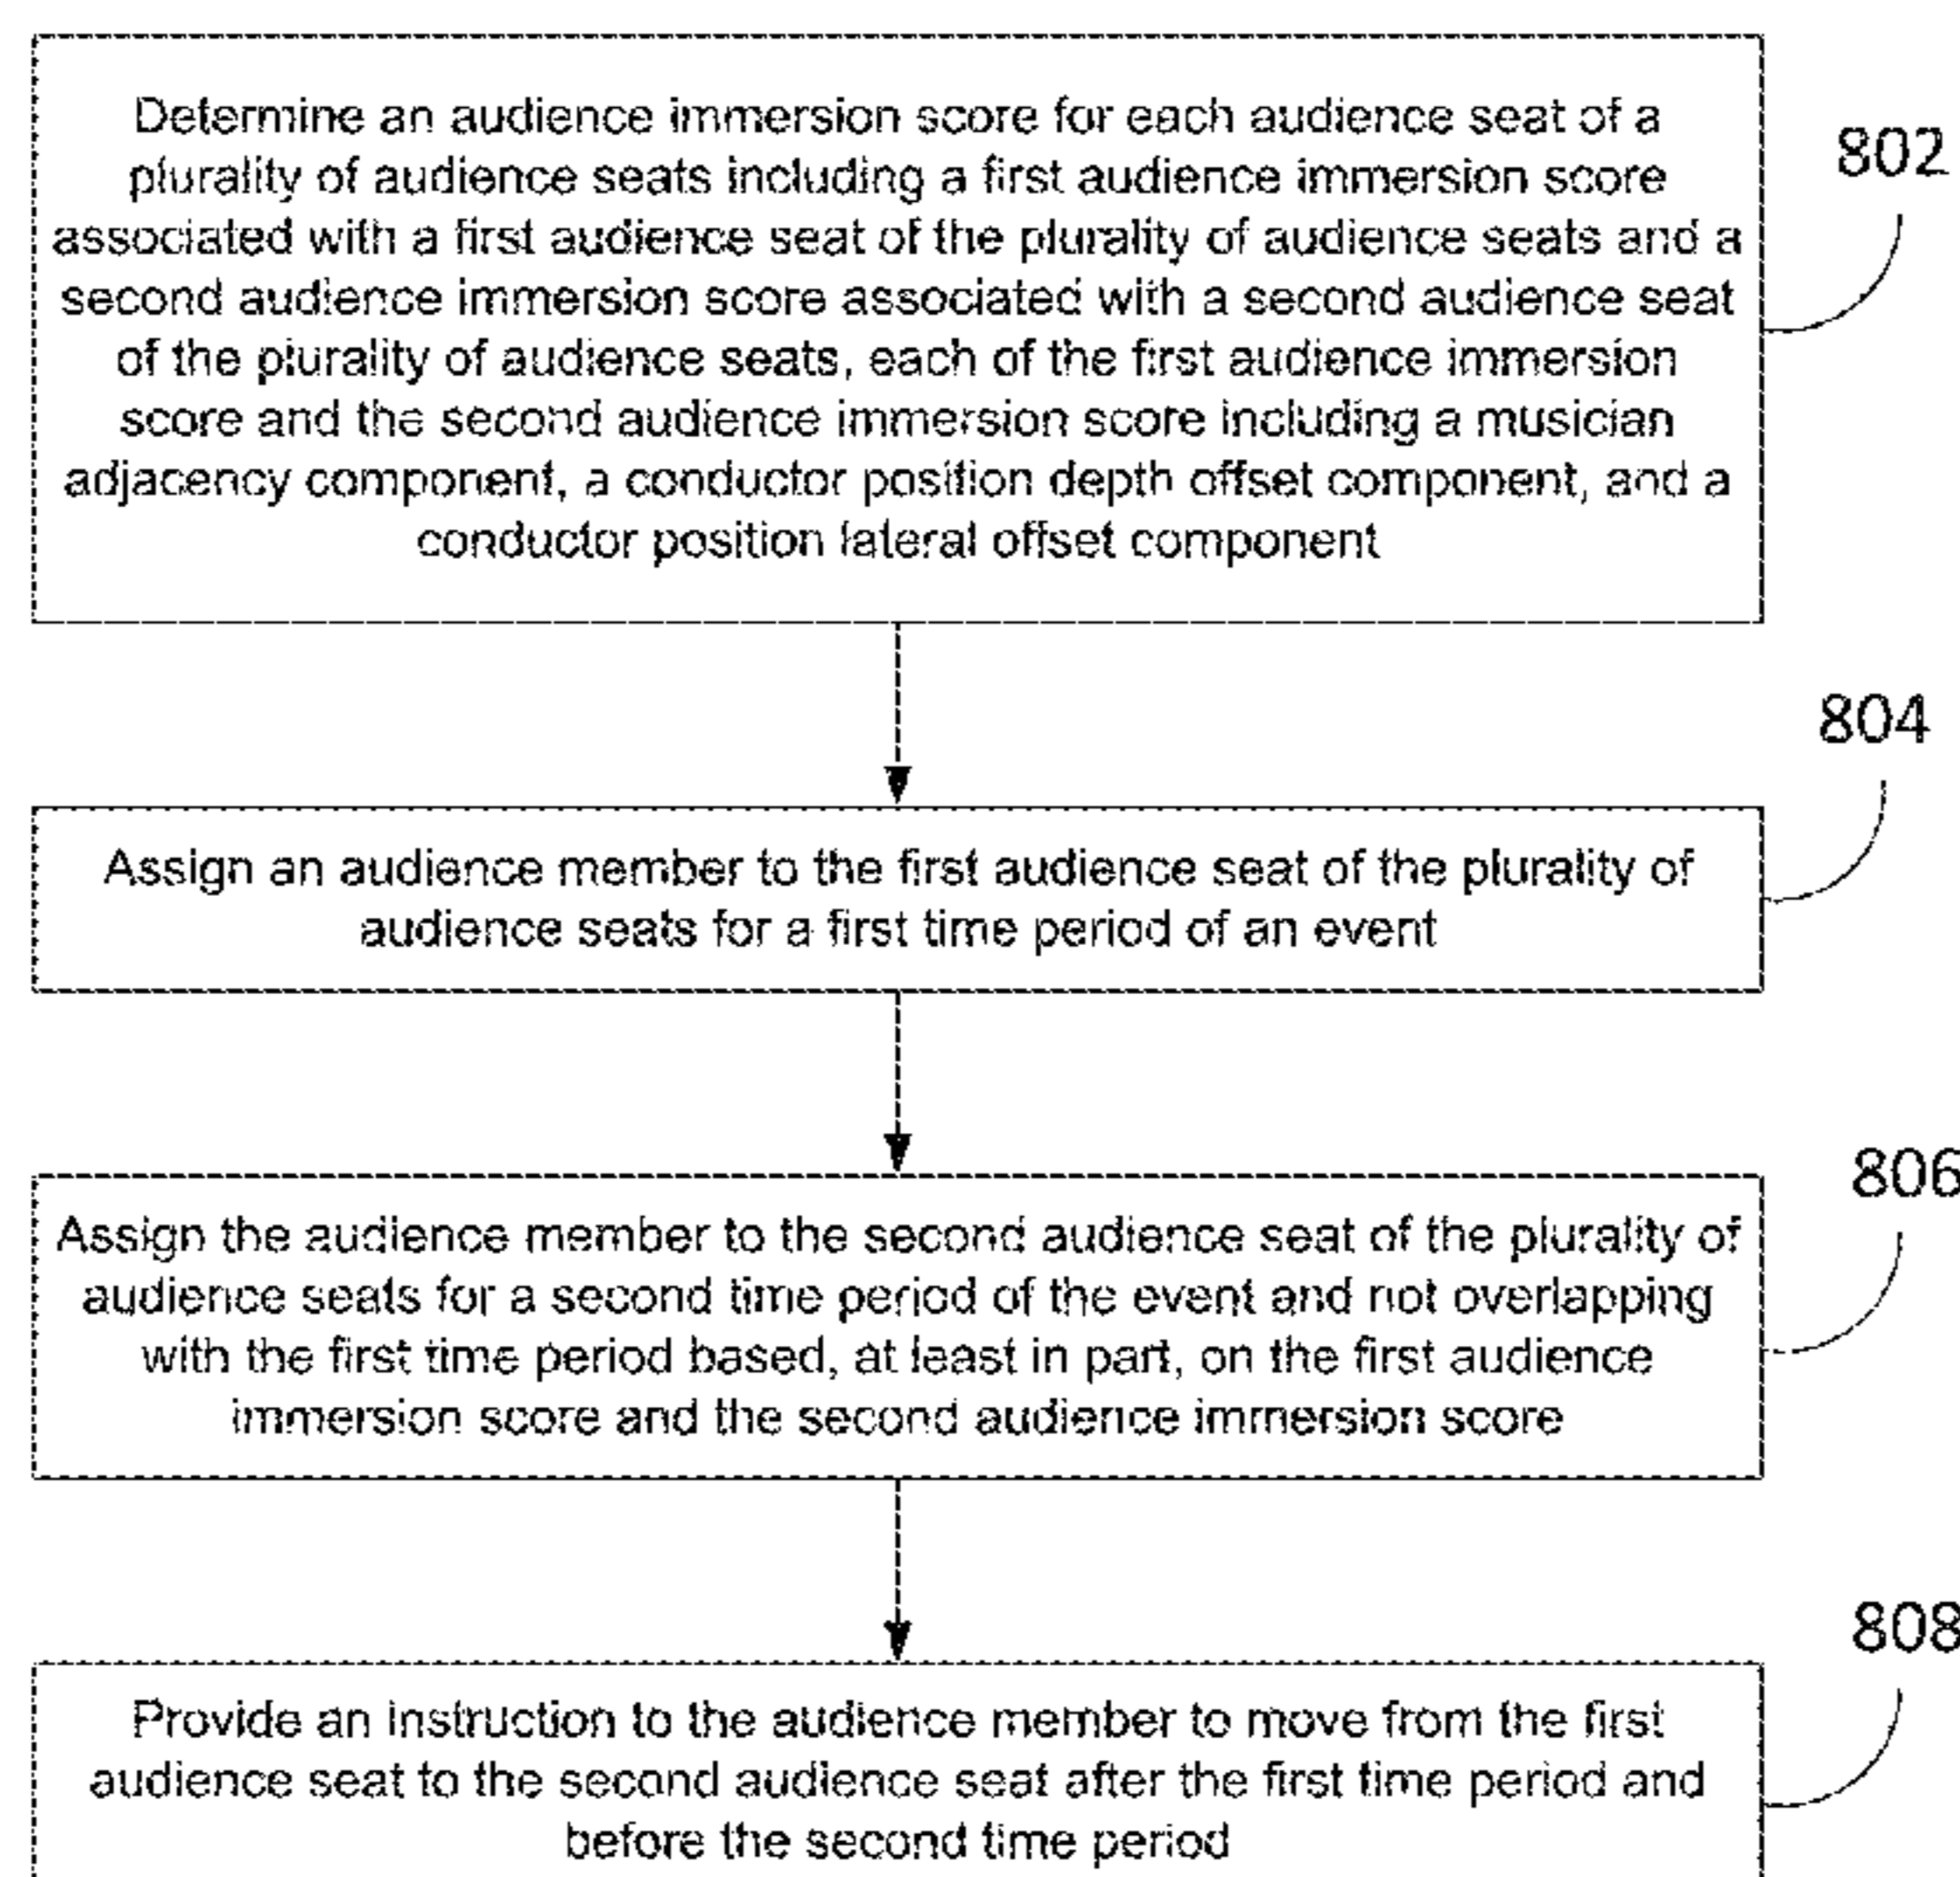 Determine an audience immersion score for each audience seat of a
plurality of audience seats including a first audience immersion score
associated with a first audience seat of the plurality of audience seats and a
second audience immersion score associated with a second audience seat
of the plurality of audience seats, each of the first audience immersion
score and the second audience immersion score including a musician
adjacency component, a conductor position depth offset component, and a
conductor position lateral offset component
802
804
Assign an audience member to the first audience seat of the plurality of
audience seats for a first time period of an event
806
Assign the audience member to the second audience seat of the plurality of
audience seats for a second time period of the event and not overlapping
with the first time period based, at least in part, on the first audience
immersion score and the second audience immersion score
808
Provide an instruction to the audience member to move from the first
audience seat to the second audience seat after the first time period and
before the second time period